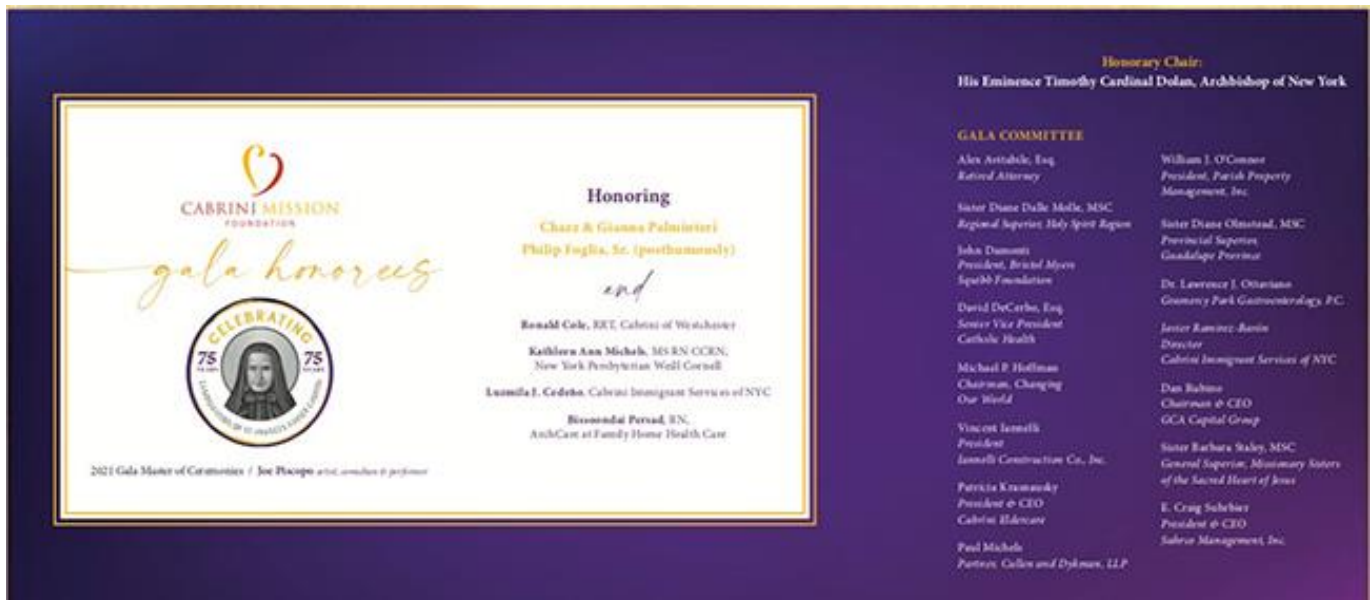 CABRINI MISSION
FOUNDATION
gala honorees
CELEBRATING
75 YEARS
75 YEARS
CANONIZATION OF ST. FRANCES XAVIER CABRINI
2021 Gala Master of Ceremonies / Joe Piscopo artist, comedian & performer
Honoring
Chazz & Gianna Palminteri
Philip Foglia, Sr. (posthumously)
and
Ronald Cole, RRT, Cabrini of Westchester
Kathleen Ann Michels, MS RN CCRN,
New York Presbyterian Weill Cornell
Luzmila J. Cedeño, Cabrini Immigrant Services of NYC
Bissoondai Persad, RN,
ArchCare at Family Home Health Care
Honorary Chair:
His Eminence Timothy Cardinal Dolan, Archbishop of New York
GALA COMMITTEE
Alex Esq.
Retired Attorney
Sister Diane Dalle Molle, MSC
Regional Superior, Holy Spirit Region
John Damonti
President, Bristol Myers
Squibb Foundation
David DeCerbo, Esq.
Senior Vice President
Catholic Health
Michael P. Hoffman
Chairman, Changing
Our World
Vincent Iannelli
President
Iannelli Construction Co., Inc.
Patricia Krasnausky
President & CEO
Cabrini Eldercare
Paul Michels
Partner, Cullen and Dykman, LLP
William J. O'Connor
President, Parish Property
Management, Inc.
Sister Diane Olmstead, MSC
Provincial Superior,
Guadalupe Province
Dr. Lawrence J. Ottaviano
Gramercy Park Gastroenterology, P.C.
Javier Ramirez-Barón
Director
Cabrini Immigrant Services of NYC
Dan Rubino
Chairman & CEO
GCA Capital Group
Sister Barbara Staley, MSC
General Superior, Missionary Sisters
of the Sacred Heart of Jesus
E. Craig
President & CEO
Management, Inc.